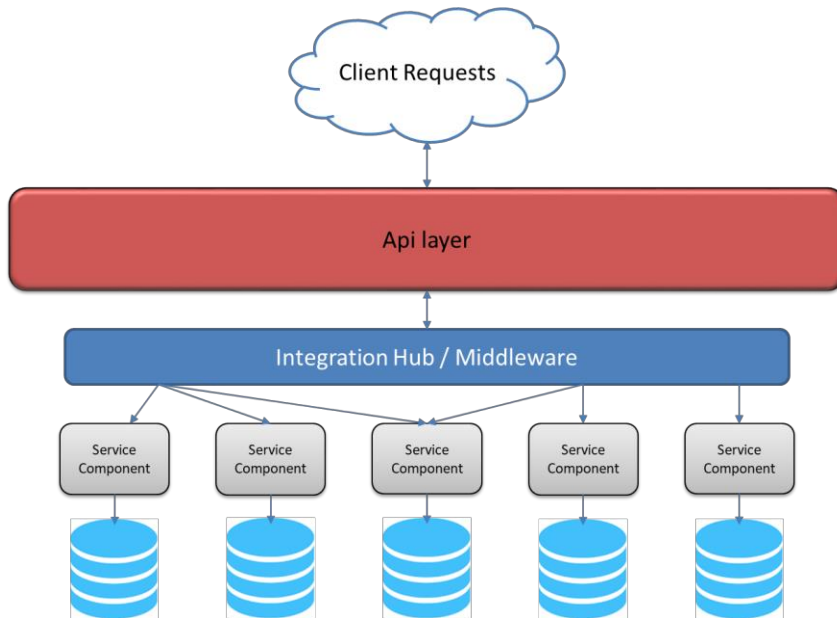 Client Requests
Api layer
Integration Hub / Middleware
Service
Component
Service
Component
Service
Component
Service
Component
Service
Component